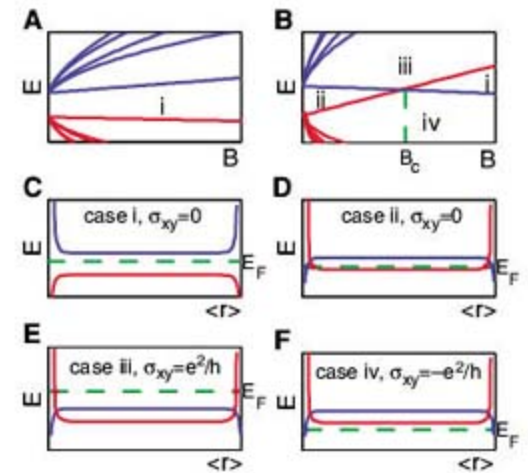 A
E
i
B
B
E
ii
iii
i
iv
Bc
B
C
case i, σxy=0
E
EF
<r>
D
case ii, σxy=0
E
EF
<r>
E
case iii, σxy=e²/h
E
EF
<r>
F
case iv, σxy=−e²/h
E
EF
<r>